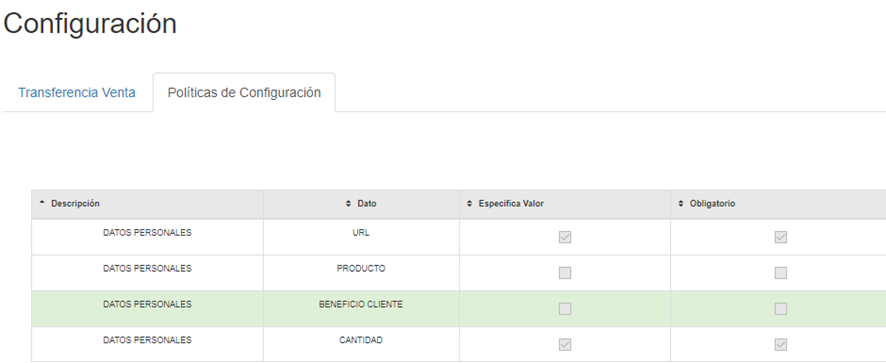 Configuración
Transferencia Venta Políticas de Configuración
Descripción Dato Especifica Valor Obligatorio
DATOS PERSONALES URL
DATOS PERSONALES PRODUCTO
DATOS PERSONALES BENEFICIO CLIENTE
DATOS PERSONALES CANTIDAD